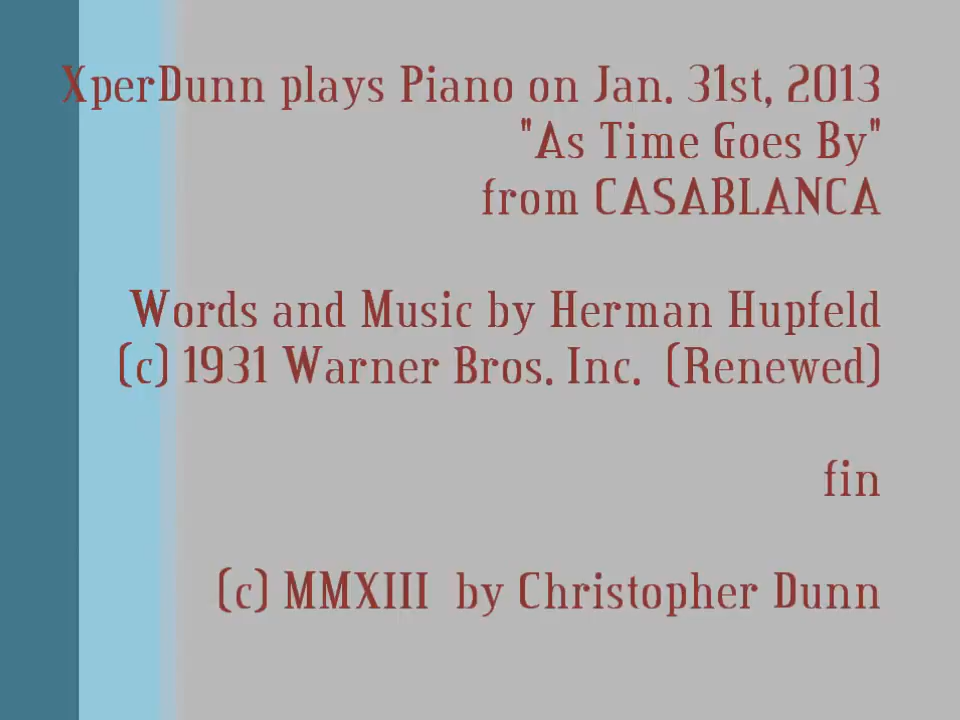 XperDunn plays Piano on Jan. 31st, 2013
"As Time Goes By"
from CASABLANCA
Words and Music by Herman Hupfeld
(c) 1931 Warner Bros. Inc. (Renewed)
fin
(c) MMXIII by Christopher Dunn